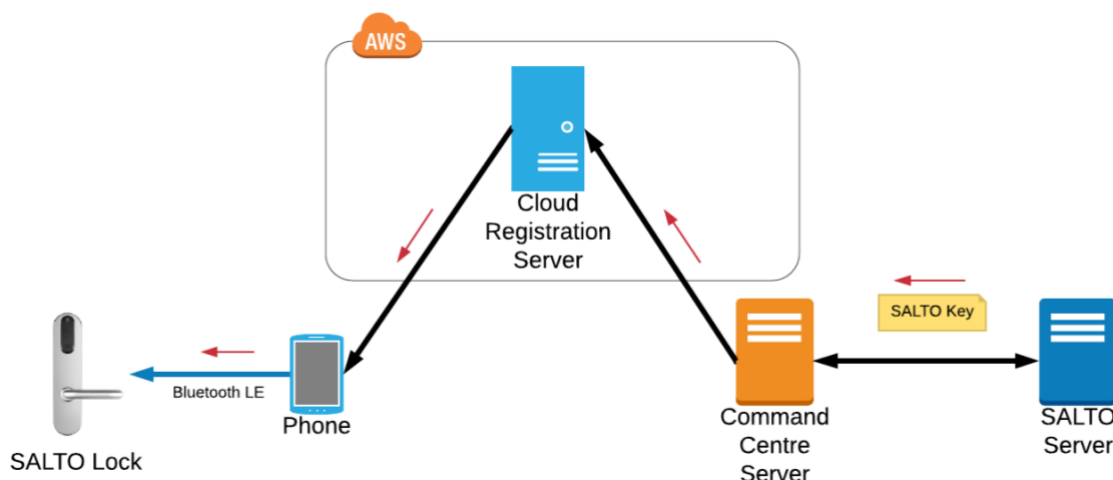 AWS
Cloud
Registration
Server
SALTO Key
Bluetooth LE
Phone
SALTO Lock
Command
Centre
Server
SALTO
Server